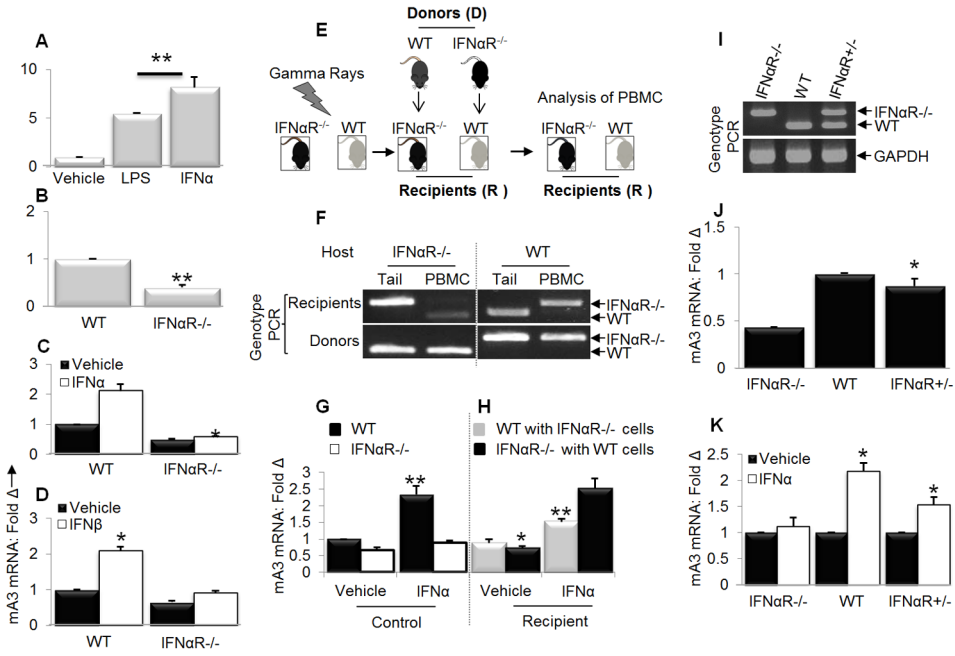 A
**
10
5
0
Vehicle LPS IFNα
B
2
1
0
**
WT IFNαR-/-
C
Vehicle
IFNα
3
2
1
0
*
WT IFNαR-/-
D
Vehicle
IFNβ
3
2
1
0
*
WT IFNαR-/-
mA3 mRNA: Fold Δ
E
Donors (D)
WT IFNαR-/-
Gamma Rays
IFNαR-/- WT IFNαR-/- WT
Recipients (R )
Analysis of PBMC
IFNαR-/- WT
Recipients (R )
F
Host IFNαR-/- WT
Tail PBMC Tail PBMC
Genotype PCR
Recipients
IFNαR-/-
WT
Donors
IFNαR-/-
WT
G
WT
IFNαR-/-
H
WT with IFNαR-/- cells
IFNαR-/- with WT cells
mA3 mRNA: Fold Δ
3
2.5
2
1.5
1
0.5
0
**
*
**
Vehicle IFNα Vehicle IFNα
Control Recipient
I
IFNαR-/- WT IFNαR+/-
Genotype PCR
IFNαR-/-
WT
GAPDH
J
mA3 mRNA: Fold Δ
1.5
1
0.5
0
*
IFNαR-/- WT IFNαR+/-
K
Vehicle
IFNα
mA3 mRNA: Fold Δ
2.5
2
1.5
1
0.5
0
*
*
IFNαR-/- WT IFNαR+/-